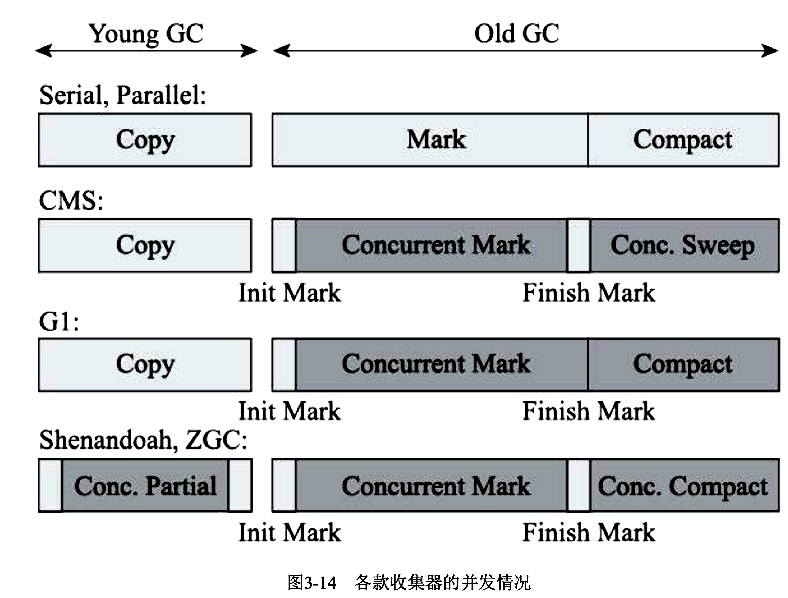 Young GC Old GC
Serial, Parallel:
Copy Mark Compact
CMS:
Copy Concurrent Mark Conc. Sweep
Init Mark Finish Mark
G1:
Copy Concurrent Mark Compact
Init Mark Finish Mark
Shenandoah, ZGC:
Conc. Partial Concurrent Mark Conc. Compact
Init Mark Finish Mark
图3-14 各款收集器的并发情况